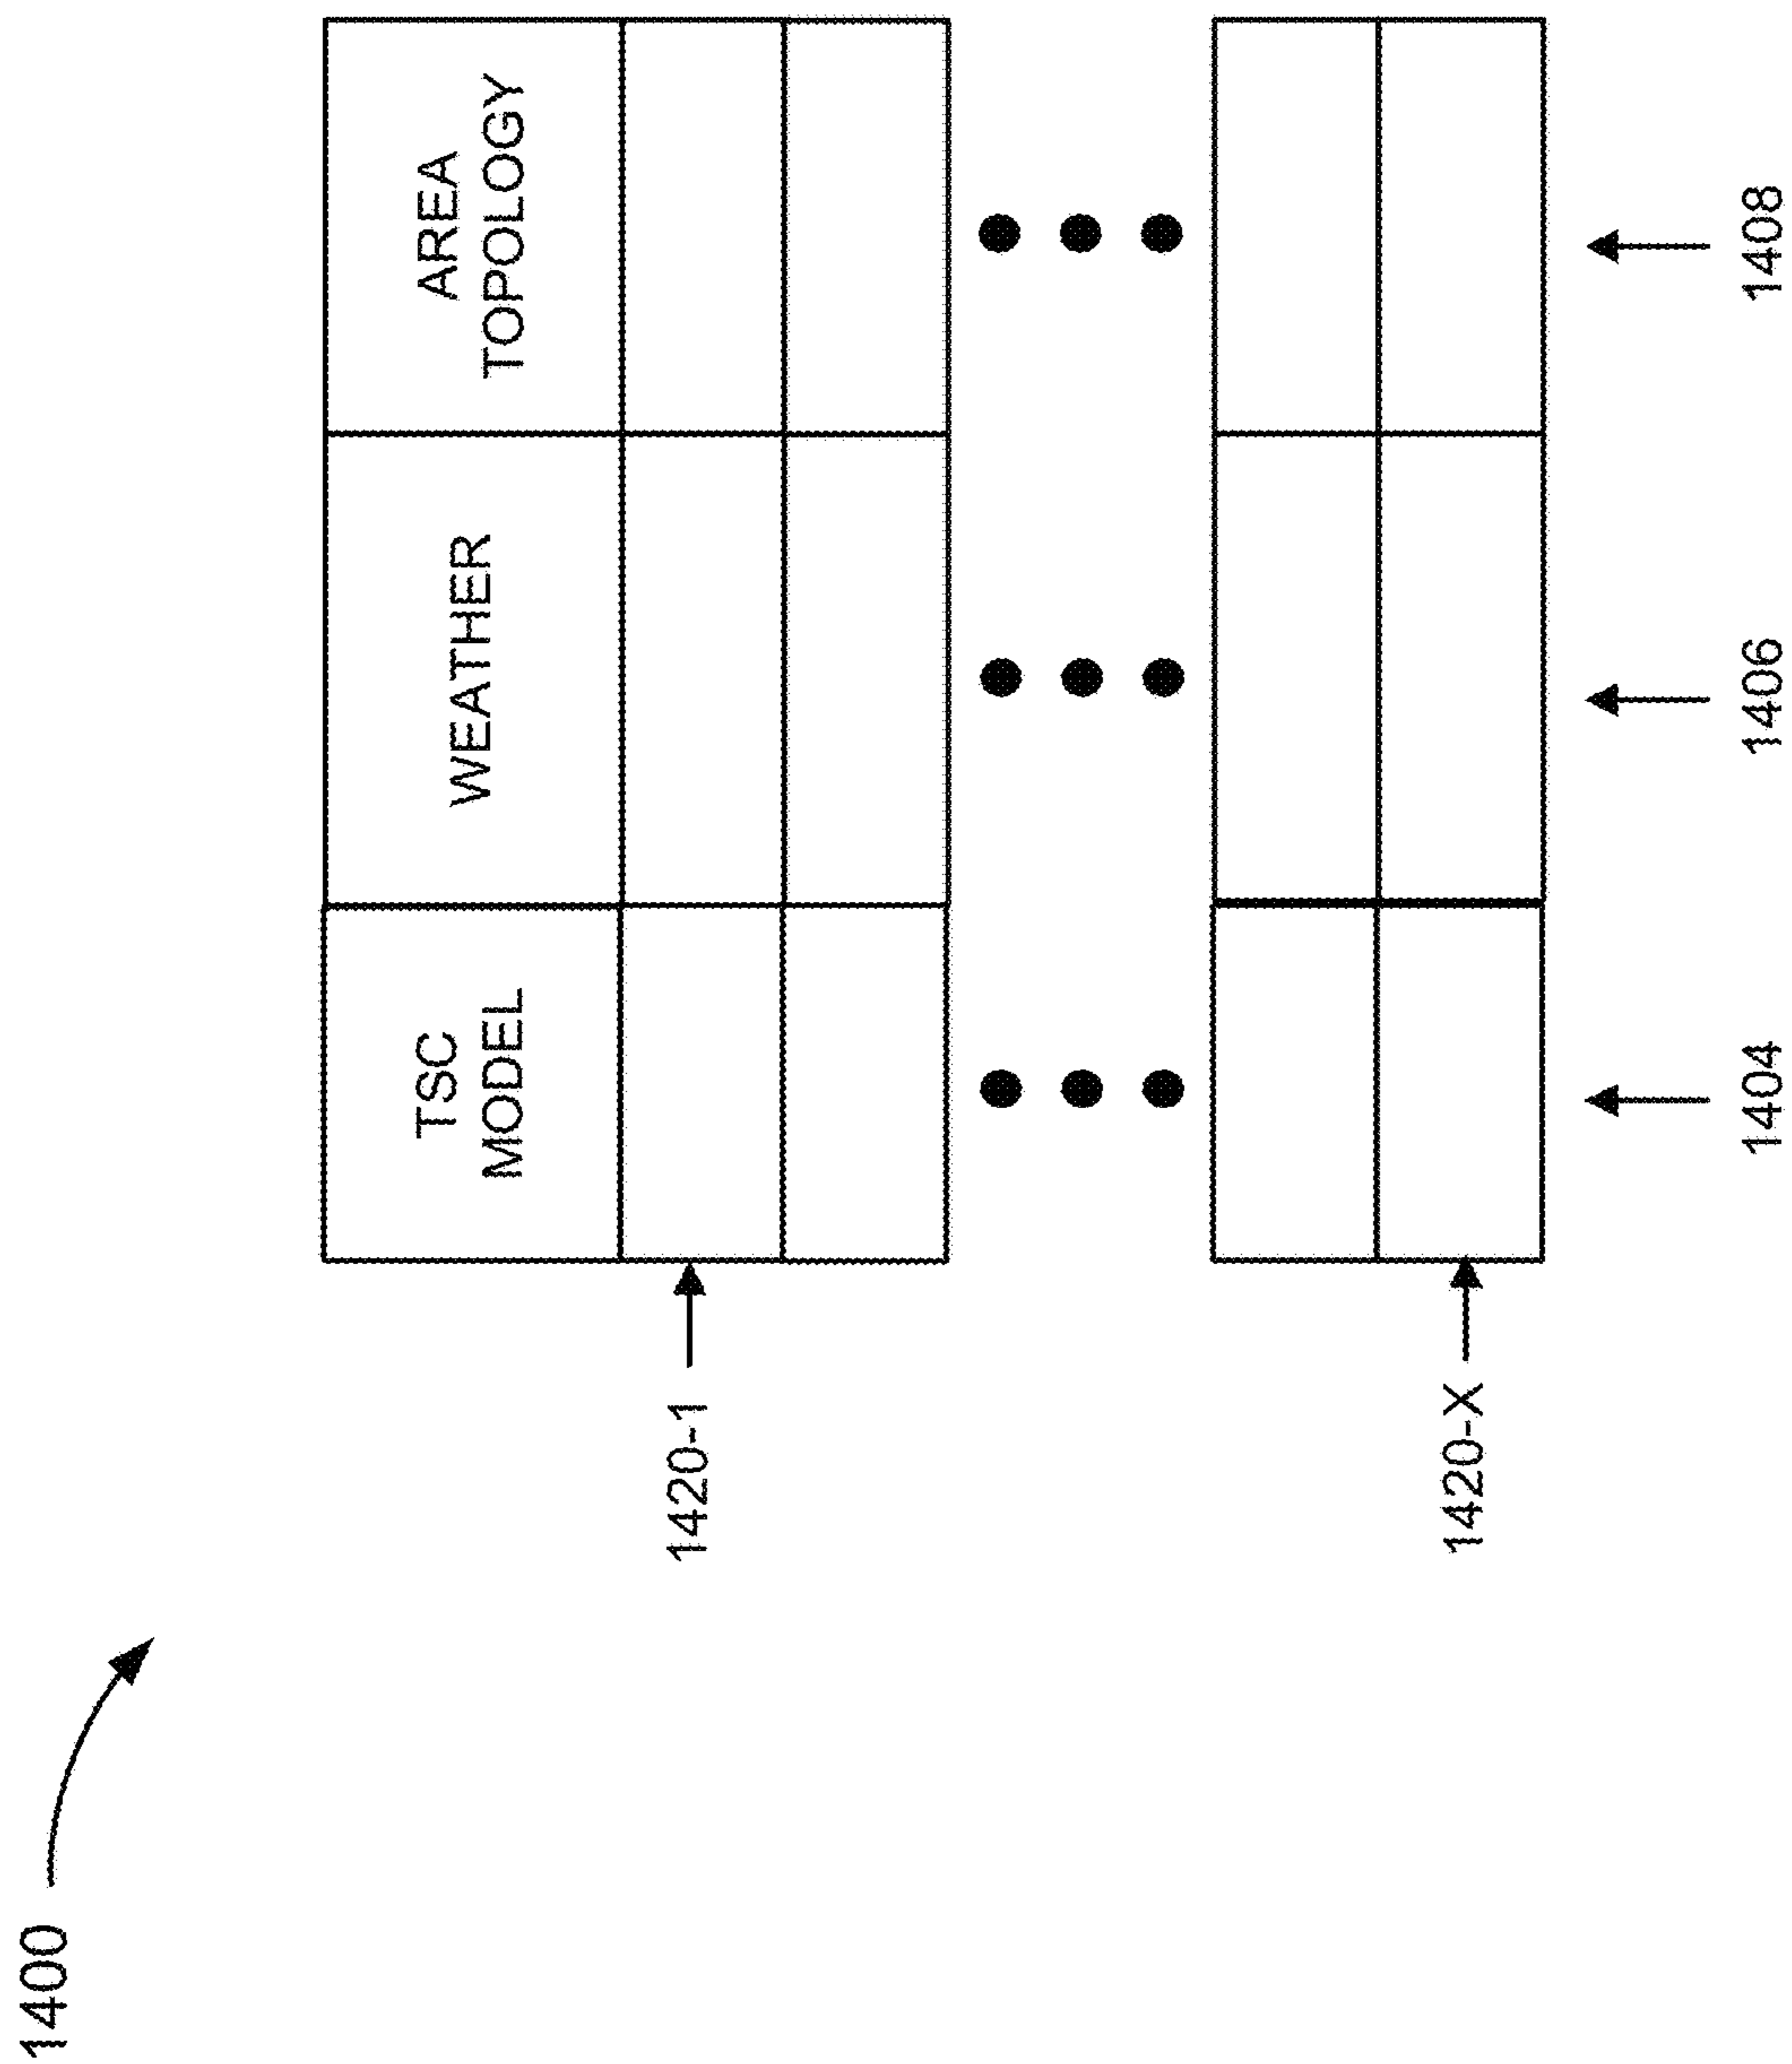 1400
TSC
MODEL
WEATHER
AREA
TOPOLOGY
1420-1
1420-X
1404
1406
1408